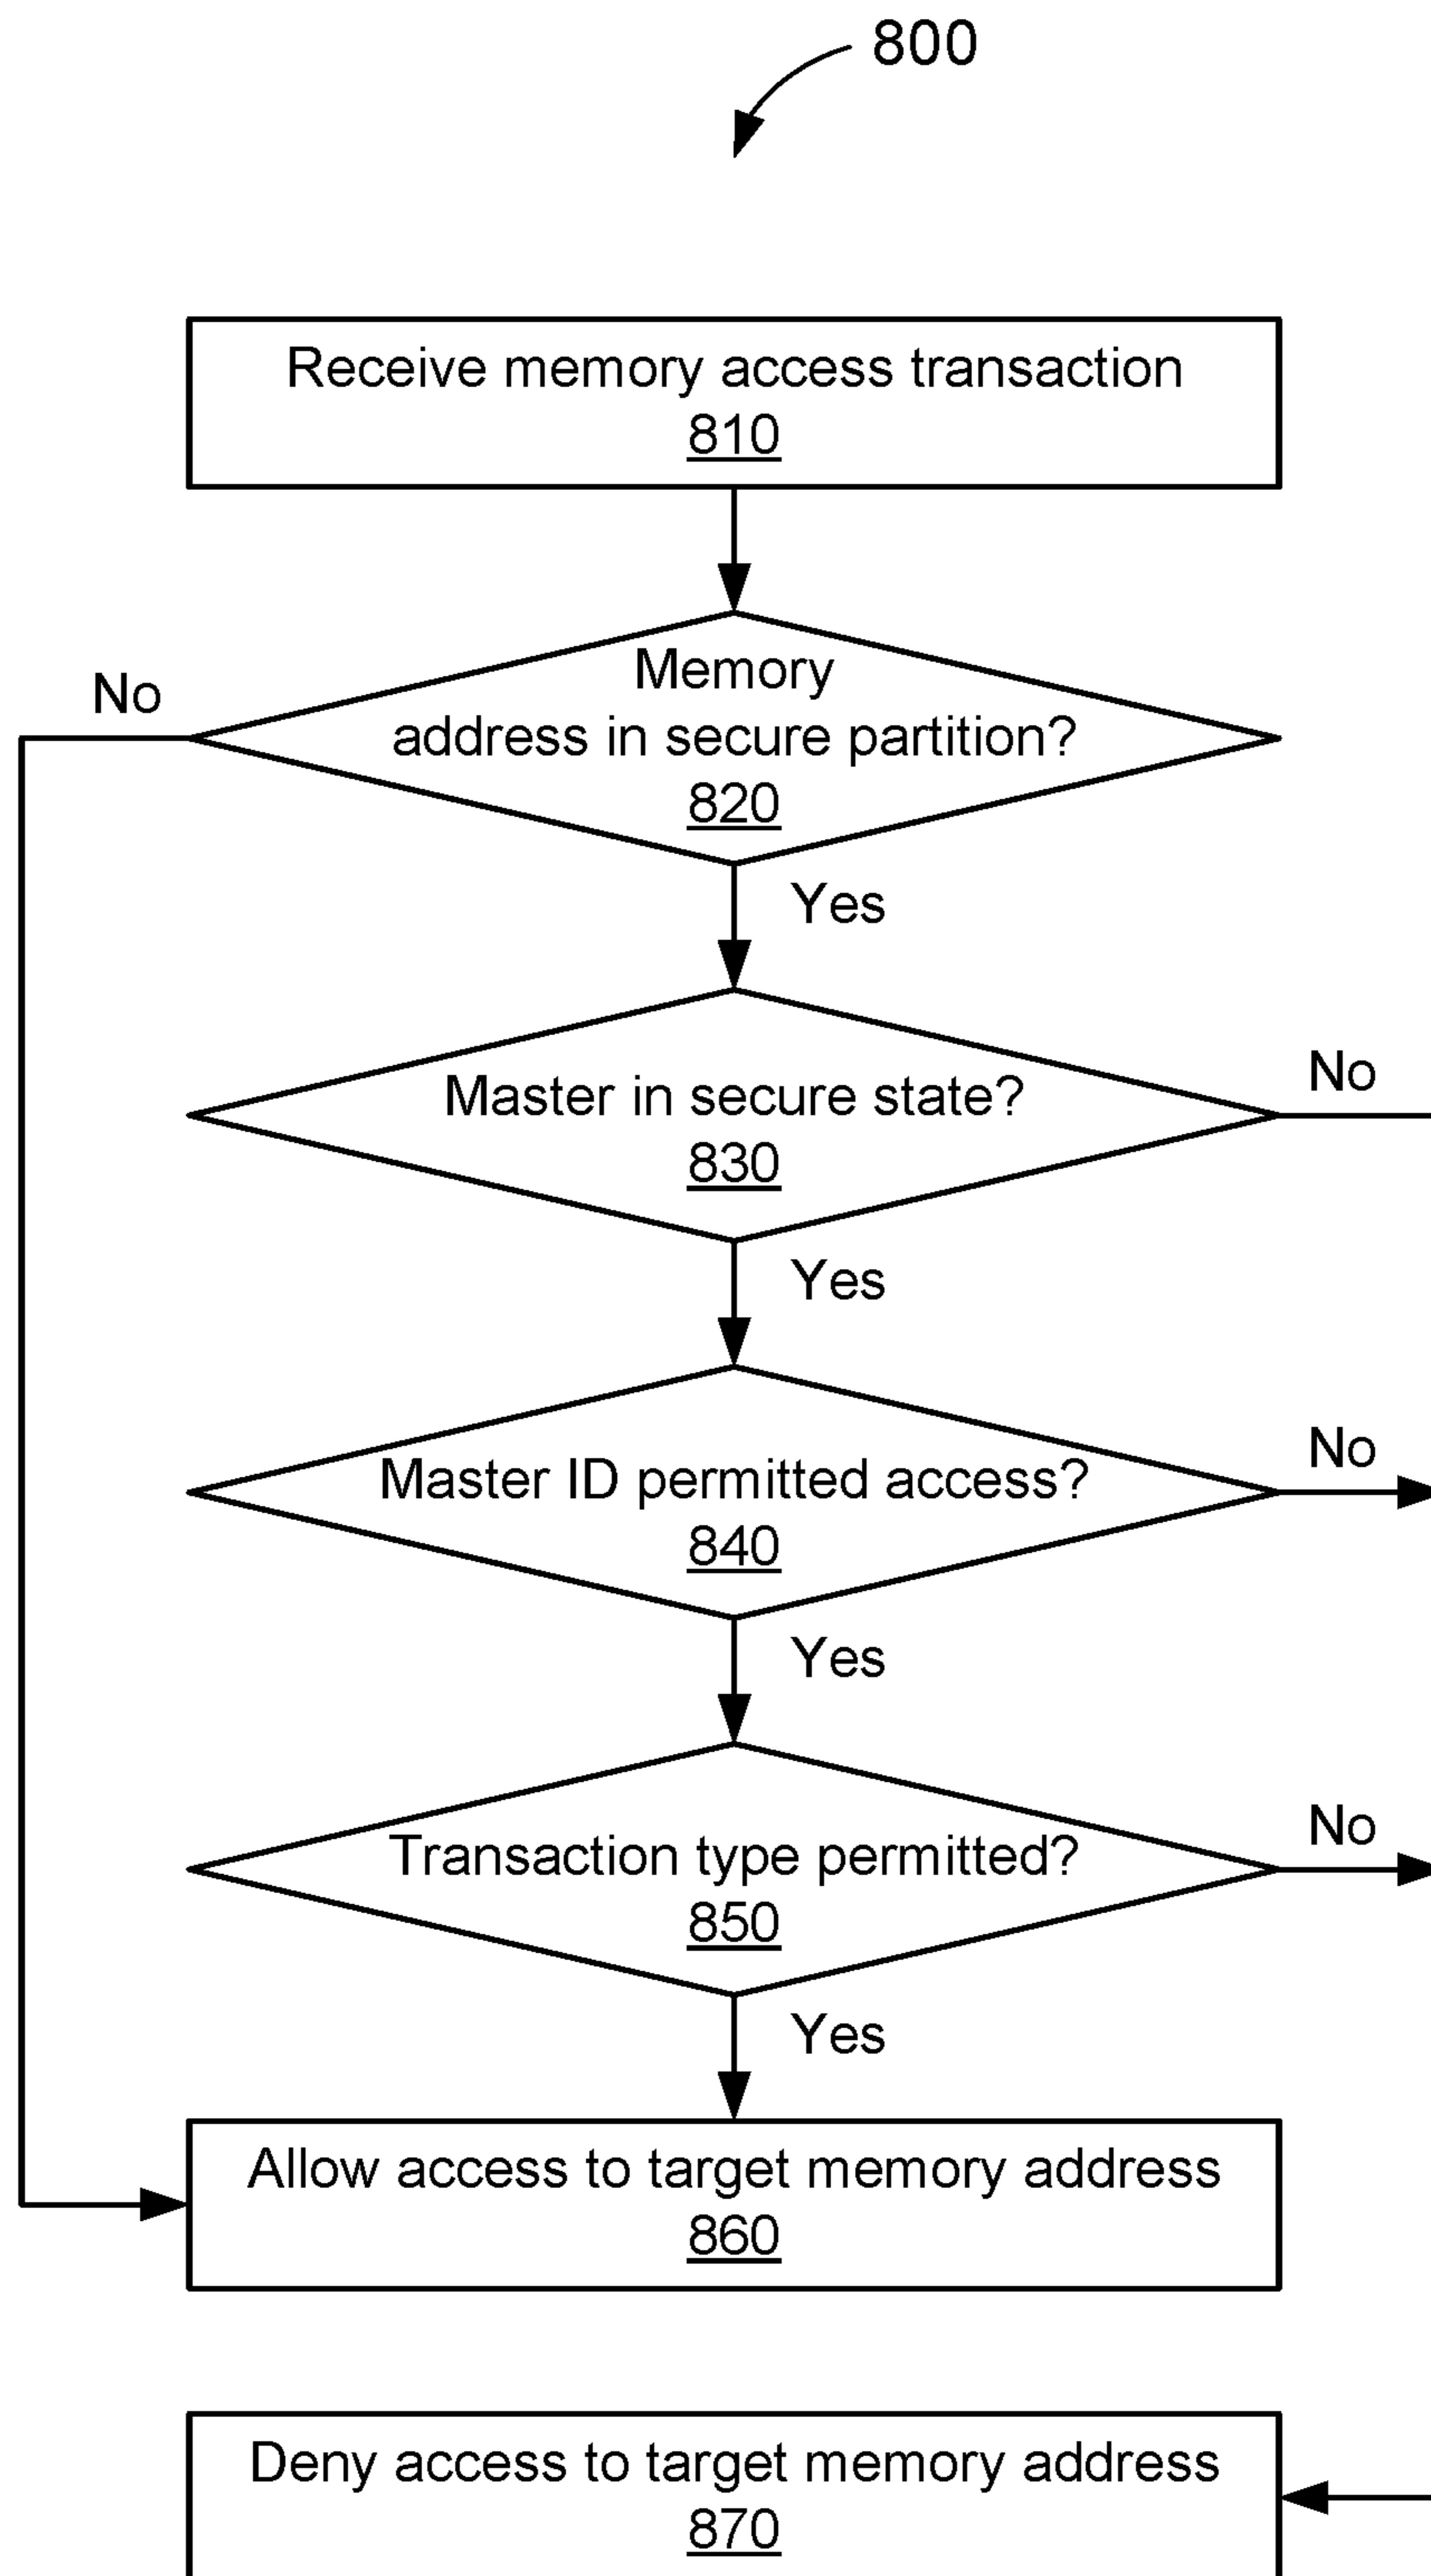 800
Receive memory access transaction
810
Memory
address in secure partition?
820
No
Yes
Master in secure state?
830
No
Yes
Master ID permitted access?
840
No
Yes
Transaction type permitted?
850
No
Yes
Allow access to target memory address
860
Deny access to target memory address
870